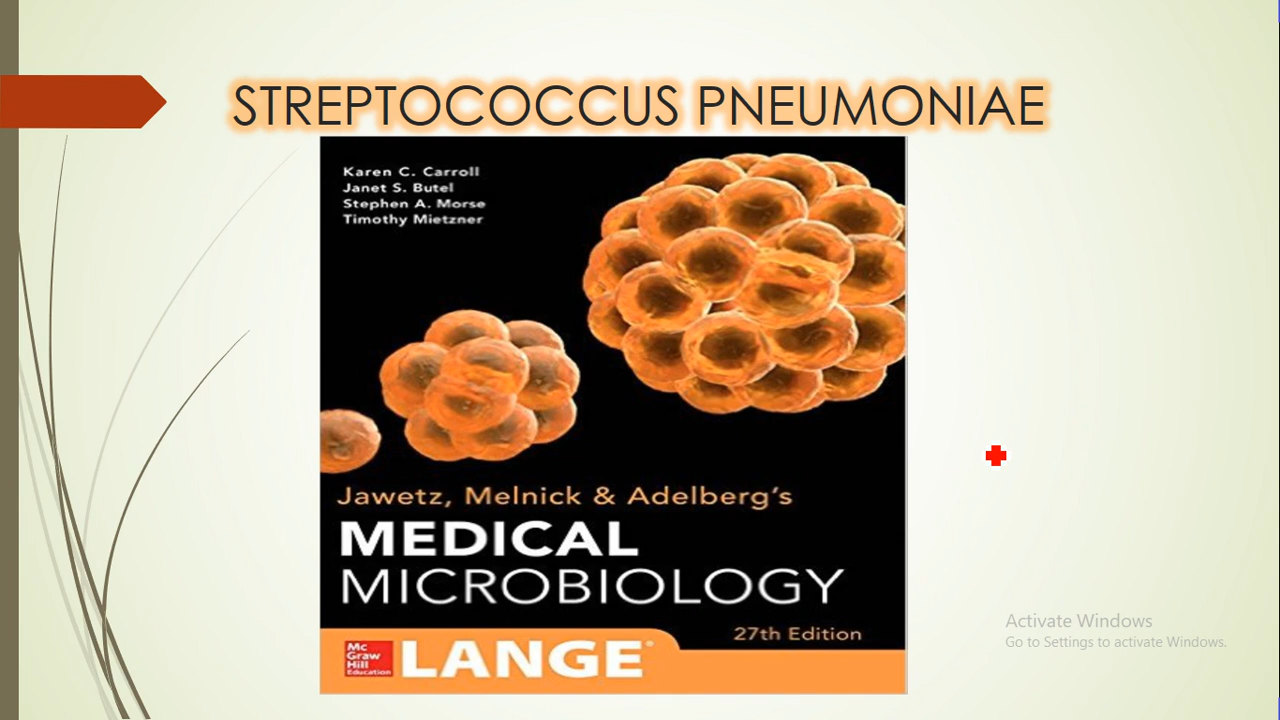 STREPTOCOCCUS PNEUMONIAE
Karen C. Carroll
Janet S. Butel
Stephen A. Morse
Timothy Mietzner
Jawetz, Melnick & Adelberg's
MEDICAL
MICROBIOLOGY
27th Edition
Mc
Graw
Hill
Education
LANGE®
Activate Windows
Go to Settings to activate Windows.